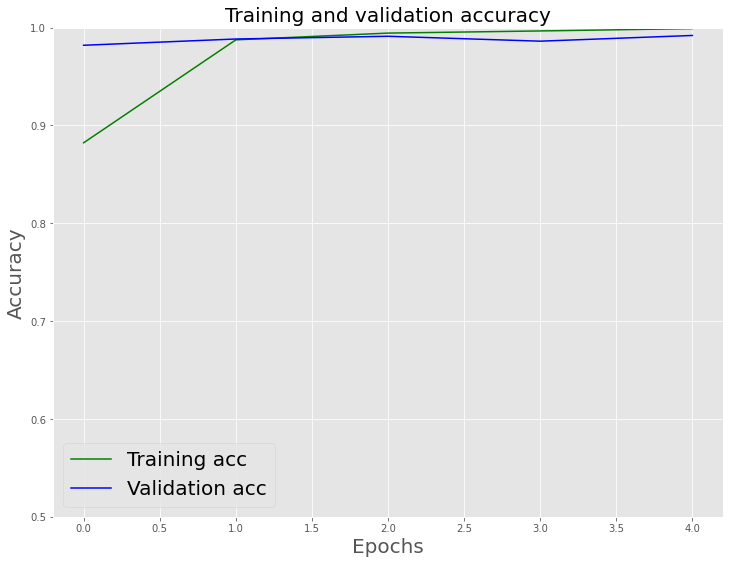 Training and validation accuracy
1.0
0.9
0.8
0.7
0.6
0.5
Accuracy
Training acc
Validation acc
0.0 0.5 1.0 1.5 2.0 2.5 3.0 3.5 4.0
Epochs